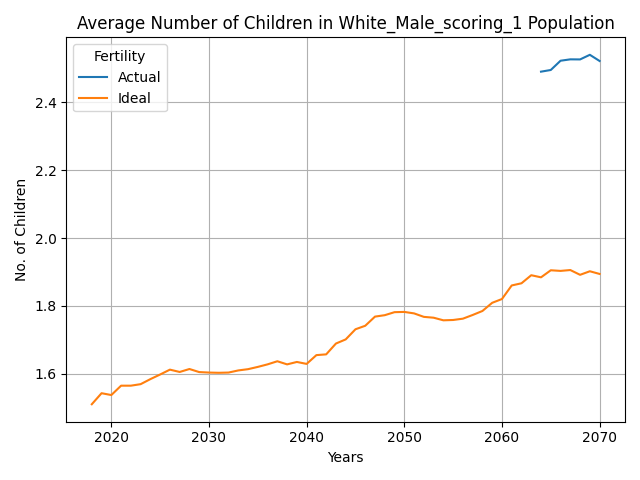 Average Number of Children in White_Male_scoring_1 Population
Fertility
Actual
Ideal
No. of Children
2.4
2.2
2.0
1.8
1.6
2020 2030 2040 2050 2060 2070
Years